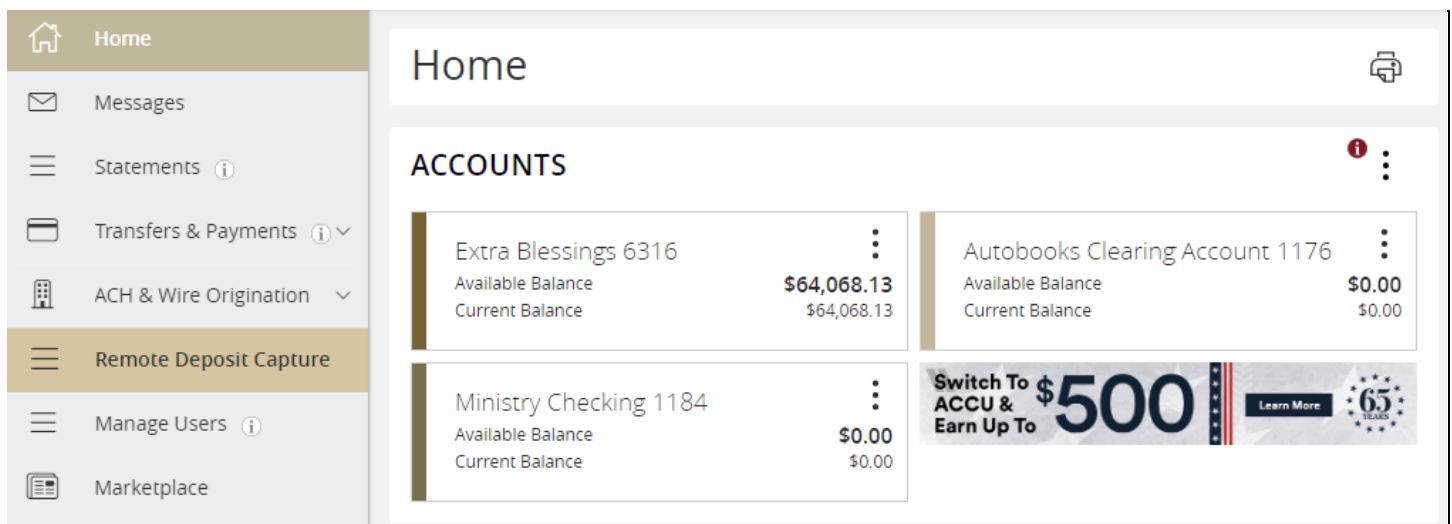 Home
Messages
Statements
Transfers & Payments
ACH & Wire Origination
Remote Deposit Capture
Manage Users
Marketplace
Home
ACCOUNTS
Extra Blessings 6316
Available Balance $64,068.13
Current Balance $64,068.13
Autobooks Clearing Account 1176
Available Balance $0.00
Current Balance $0.00
Ministry Checking 1184
Available Balance $0.00
Current Balance $0.00
Switch To
ACCU &
Earn Up To
$500
Learn More
65
YEARS